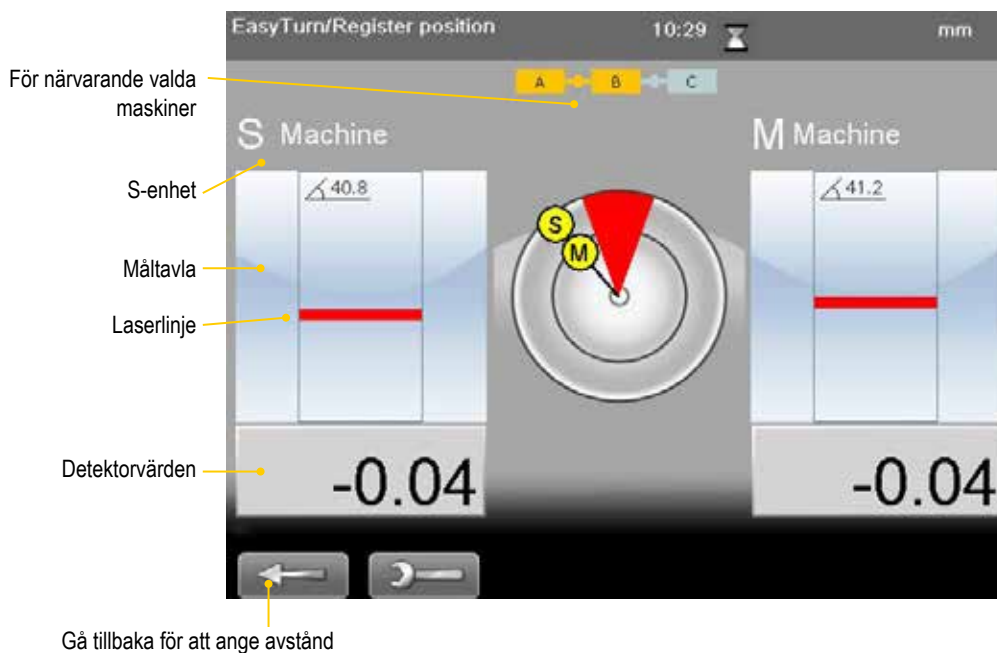 EasyTurn/Register position 10:29 mm
För närvarande valda
maskiner
A B C
S Machine
M Machine
S-enhet
40.8
41.2
S
M
Måltavla
Laserlinje
Detektorvärden
-0.04
-0.04
Gå tillbaka för att ange avstånd